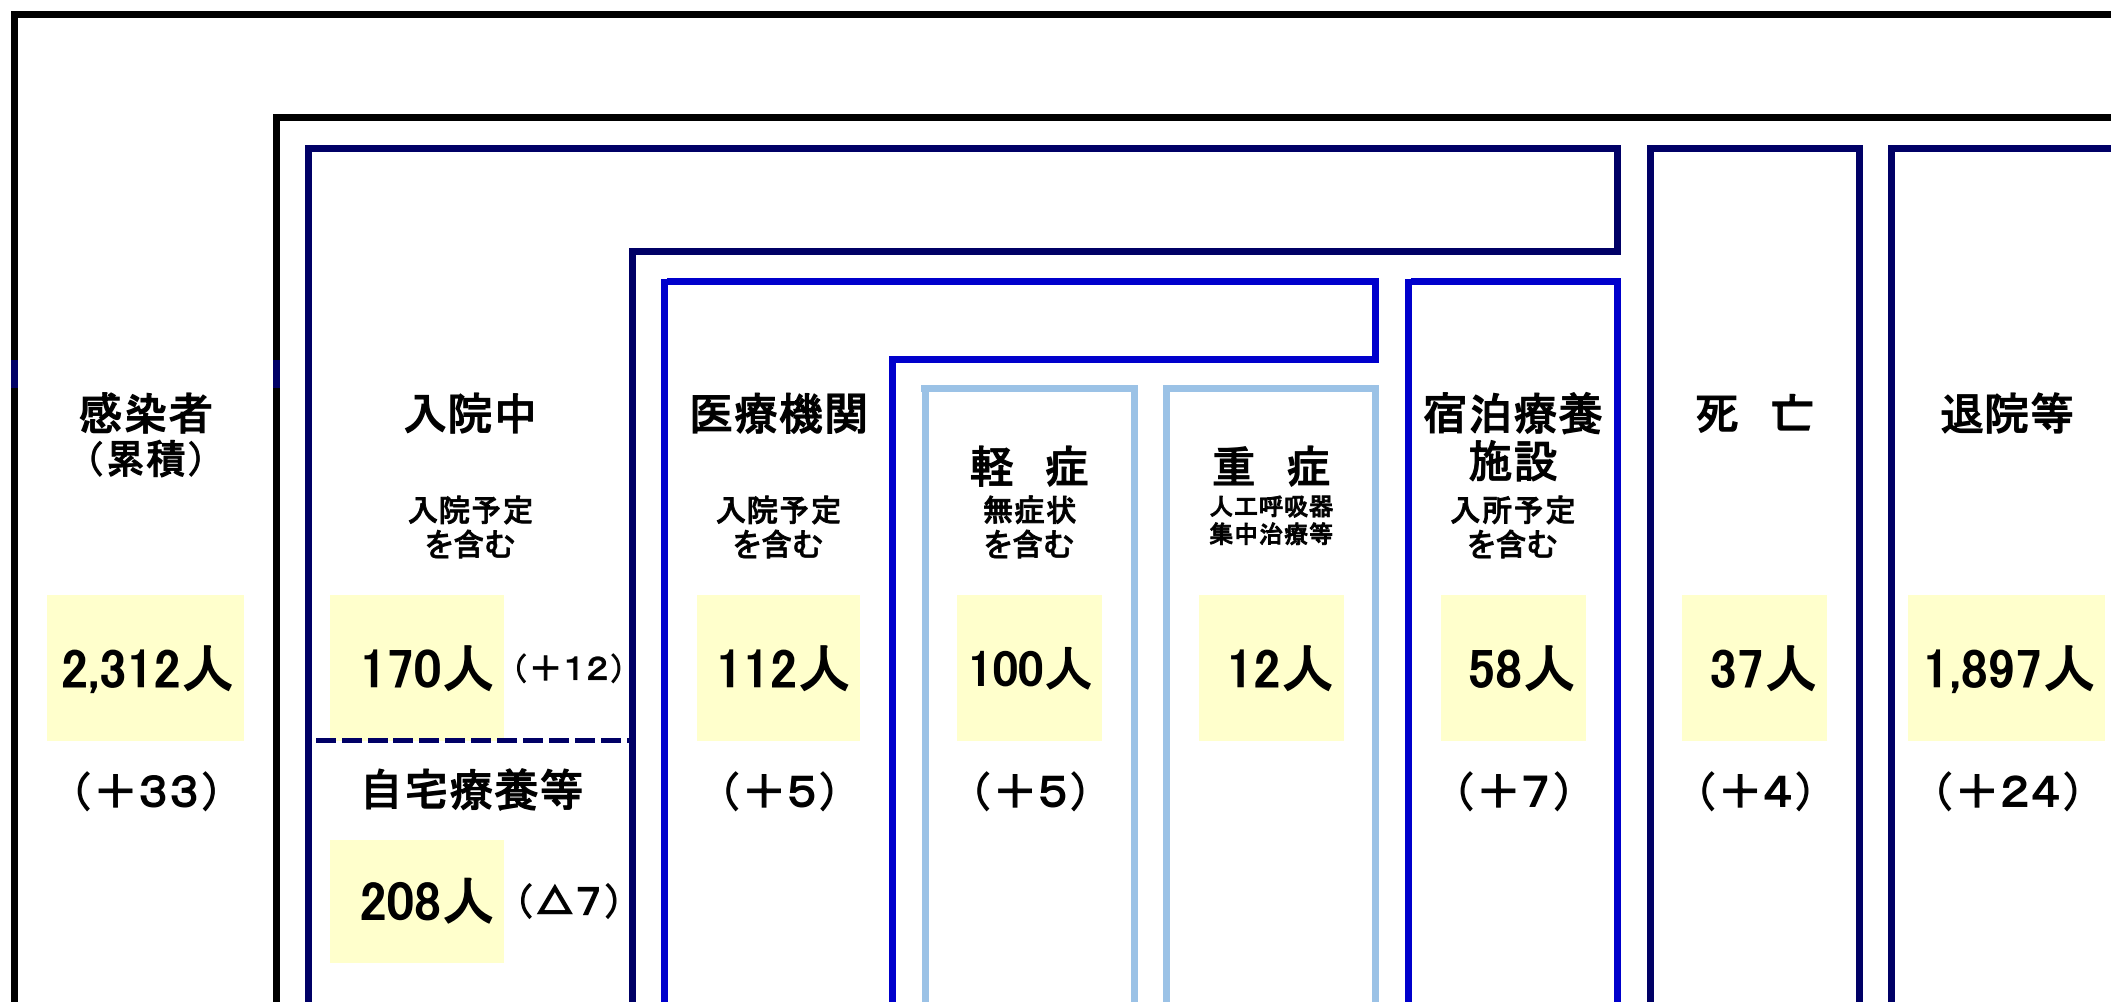 感染者
（累積）
2,312人
（＋33）
入院中
入院予定
を含む
170人（＋12）
自宅療養等
208人（△7）
医療機関
入院予定
を含む
112人
（＋5）
軽　症
無症状
を含む
100人
（＋5）
重　症
人工呼吸器
集中治療等
12人
宿泊療養
施設
入所予定
を含む
58人
（＋7）
死　亡
37人
（＋4）
退院等
1,897人
（＋24）